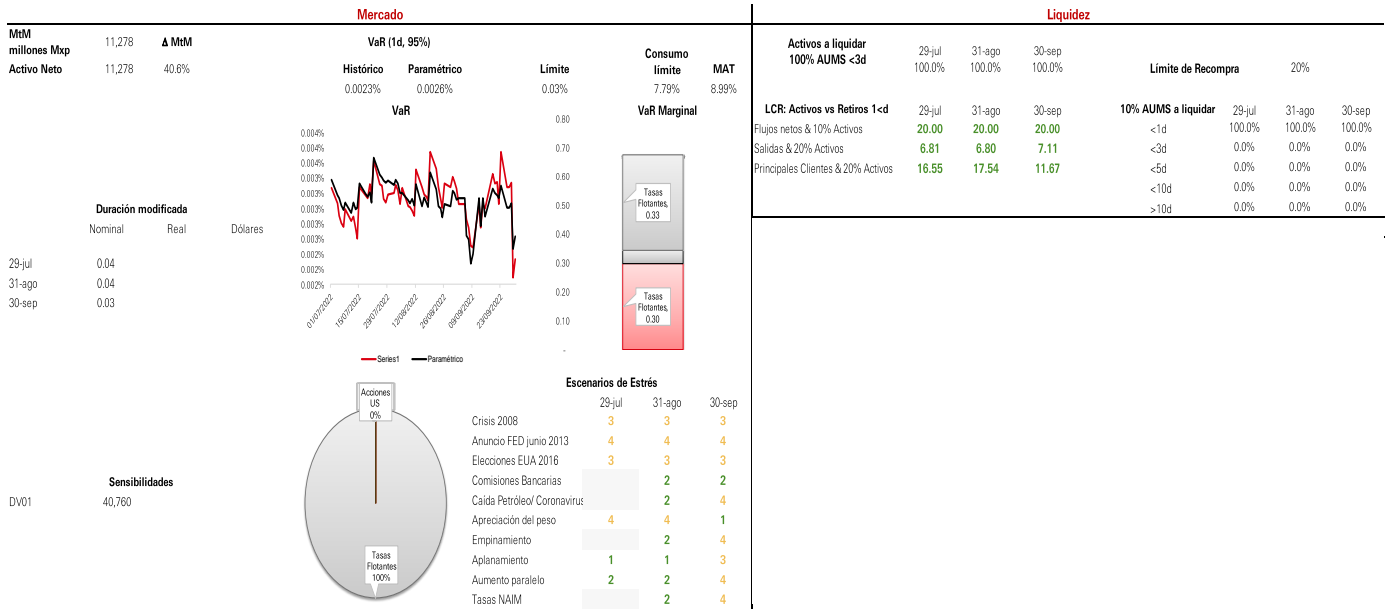 Mercado
MtM
millones Mxp
11,278
Δ MtM
Activo Neto 11,278 40.6%
VaR (1d, 95%)
Histórico Paramétrico Límite
0.0023% 0.0026% 0.03%
Consumo
límite MAT
7.79% 8.99%
VaR
0.004%
0.004%
0.004%
0.003%
0.003%
0.003%
0.003%
0.003%
0.002%
0.002%
0.002%
01/07/2022 15/07/2022 29/07/2022 12/08/2022 26/08/2022 09/09/2022 23/09/2022
Series1 Paramétrico
VaR Marginal
0.80
0.70
0.60
0.50
0.40
0.30
0.20
0.10
-
Tasas
Flotantes,
0.33
Tasas
Flotantes,
0.30
Duración modificada
Nominal Real Dólares
29-jul 0.04
31-ago 0.04
30-sep 0.03
Sensibilidades
DV01 40,760
Acciones
US
0%
Tasas
Flotantes
100%
Escenarios de Estrés
29-jul 31-ago 30-sep
Crisis 2008 3 3 3
Anuncio FED junio 2013 4 4 4
Elecciones EUA 2016 3 3 3
Comisiones Bancarias 2 2
Caída Petróleo/ Coronavirus 2 4
Apreciación del peso 4 4 1
Empinamiento 2 4
Aplanamiento 1 1 3
Aumento paralelo 2 2 4
Tasas NAIM 2 4
Liquidez
Activos a liquidar
100% AUMS <3d
29-jul 31-ago 30-sep
100.0% 100.0% 100.0%
Límite de Recompra 20%
LCR: Activos vs Retiros 1<d 29-jul 31-ago 30-sep
Flujos netos & 10% Activos 20.00 20.00 20.00
Salidas & 20% Activos 6.81 6.80 7.11
Principales Clientes & 20% Activos 16.55 17.54 11.67
10% AUMS a liquidar 29-jul 31-ago 30-sep
<1d 100.0% 100.0% 100.0%
<3d 0.0% 0.0% 0.0%
<5d 0.0% 0.0% 0.0%
<10d 0.0% 0.0% 0.0%
>10d 0.0% 0.0% 0.0%